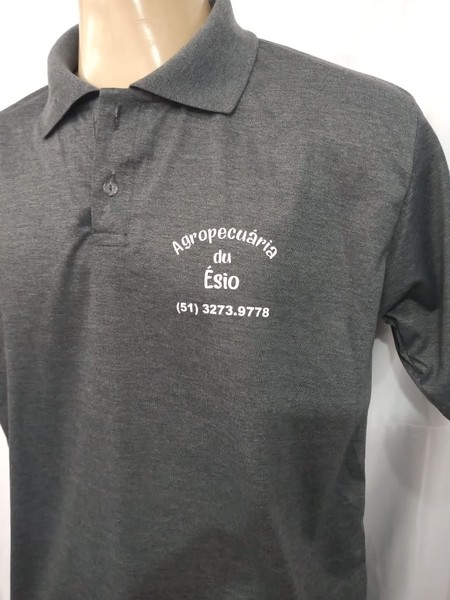 Agropecuária
du
Ésio
(51) 3273.9778